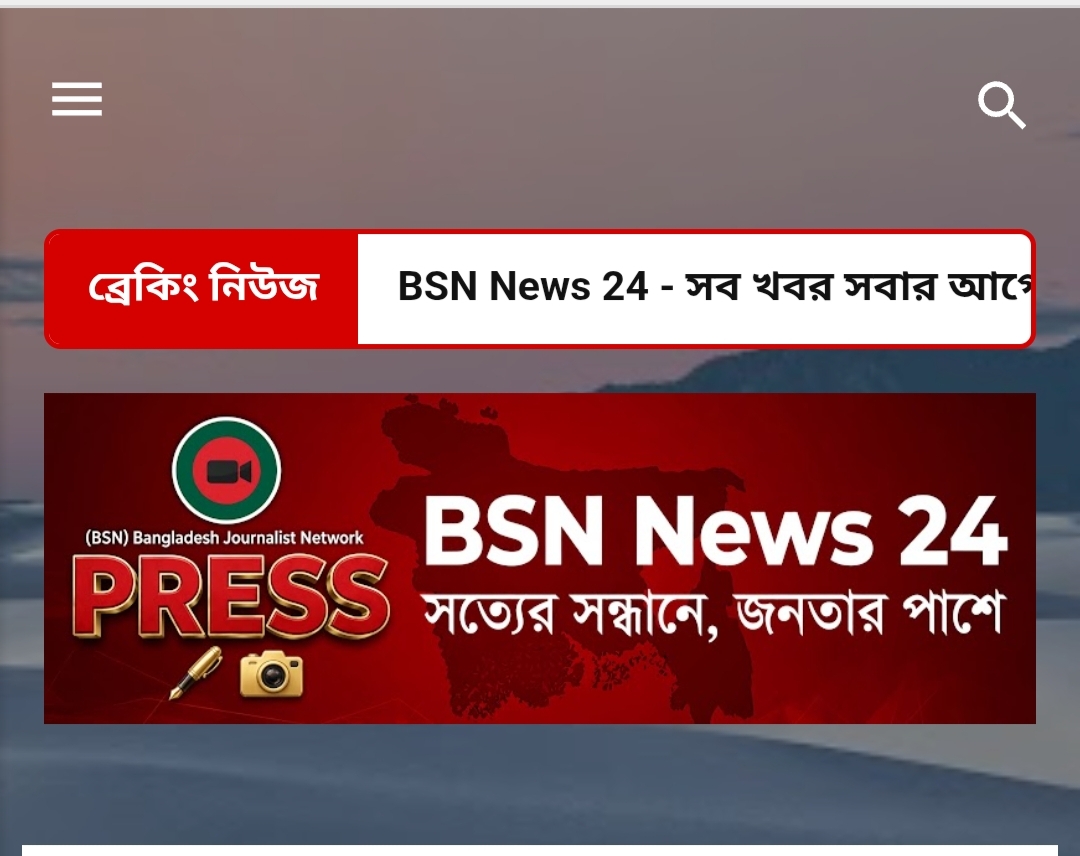 ব্রেকিং নিউজ
BSN News 24 - সব খবর সবার
(BSN) Bangladesh Journalist Network
PRESS
BSN News 24
সত্যের সন্ধানে, জনতার পাশে